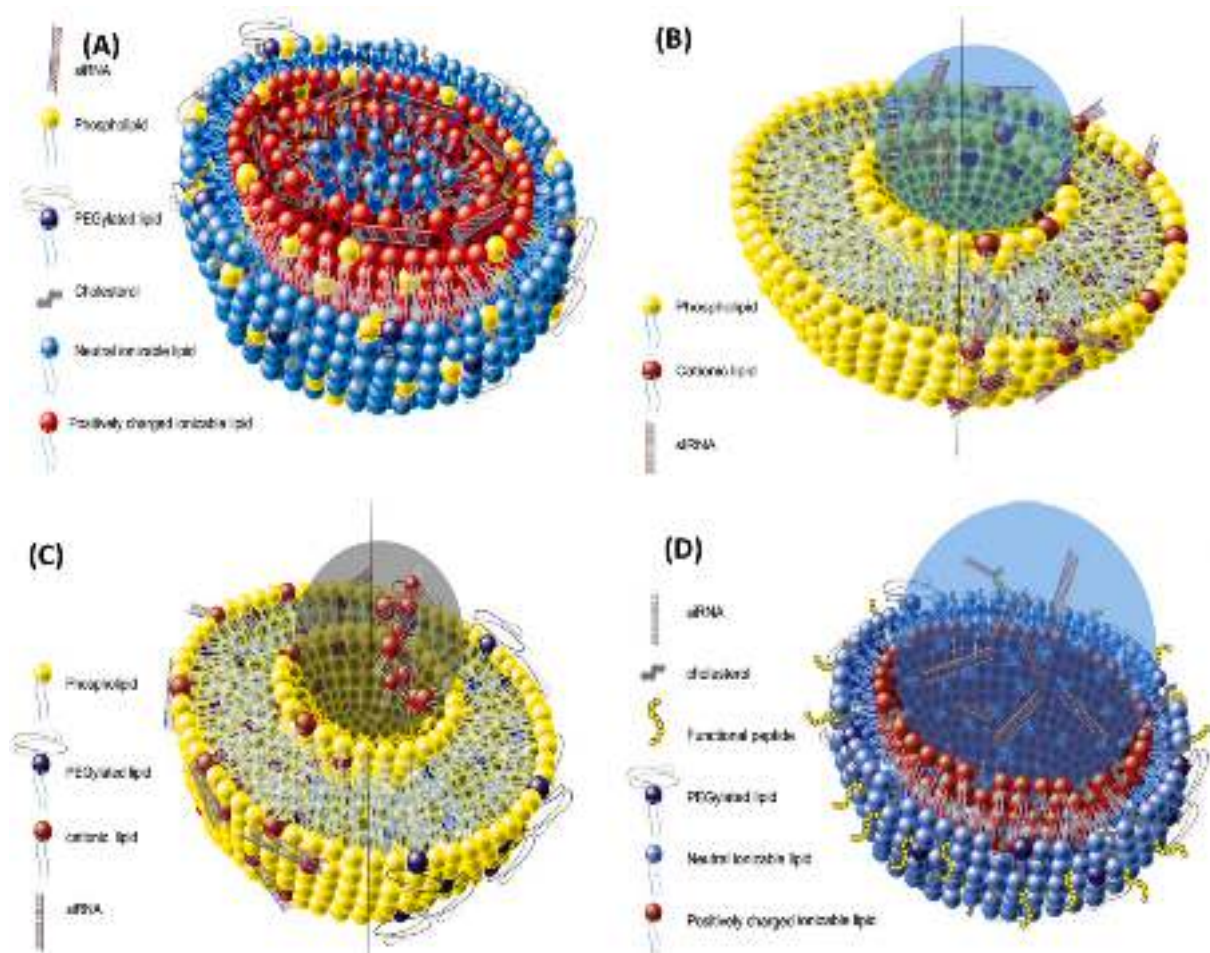 (A)
siRNA
Phospholipid
PEGylated lipid
Cholesterol
Neutral ionizable lipid
Positively charged ionizable lipid
(B)
Phospholipid
Cationic lipid
siRNA
(C)
Phospholipid
PEGylated lipid
cationic lipid
siRNA
(D)
siRNA
cholesterol
Functional peptide
PEGylated lipid
Neutral ionizable lipid
Positively charged ionizable lipid